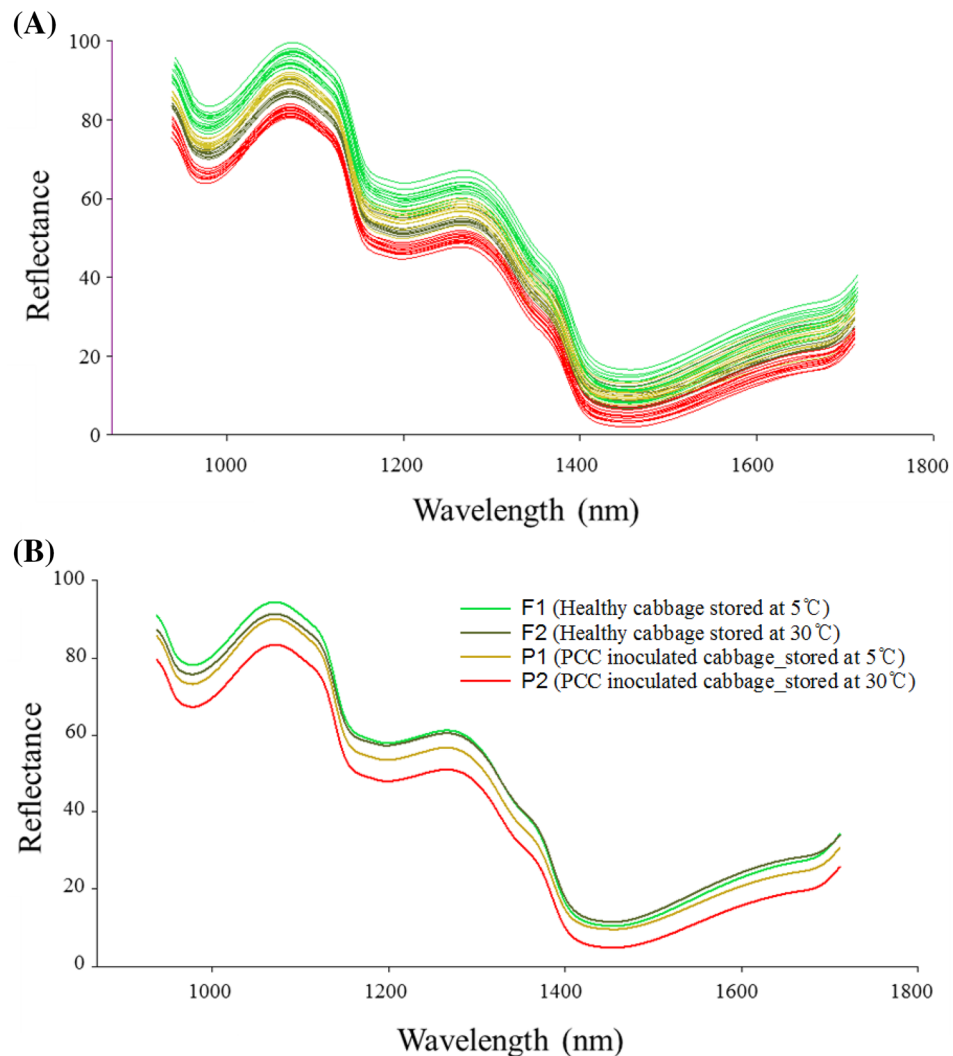 (A)
100
80
60
40
20
0
Reflectance
1000 1200 1400 1600 1800
Wavelength (nm)
(B)
100
80
60
40
20
0
Reflectance
F1 (Healthy cabbage stored at 5℃)
F2 (Healthy cabbage stored at 30℃)
P1 (PCC inoculated cabbage_stored at 5℃)
P2 (PCC inoculated cabbage_stored at 30℃)
1000 1200 1400 1600 1800
Wavelength (nm)